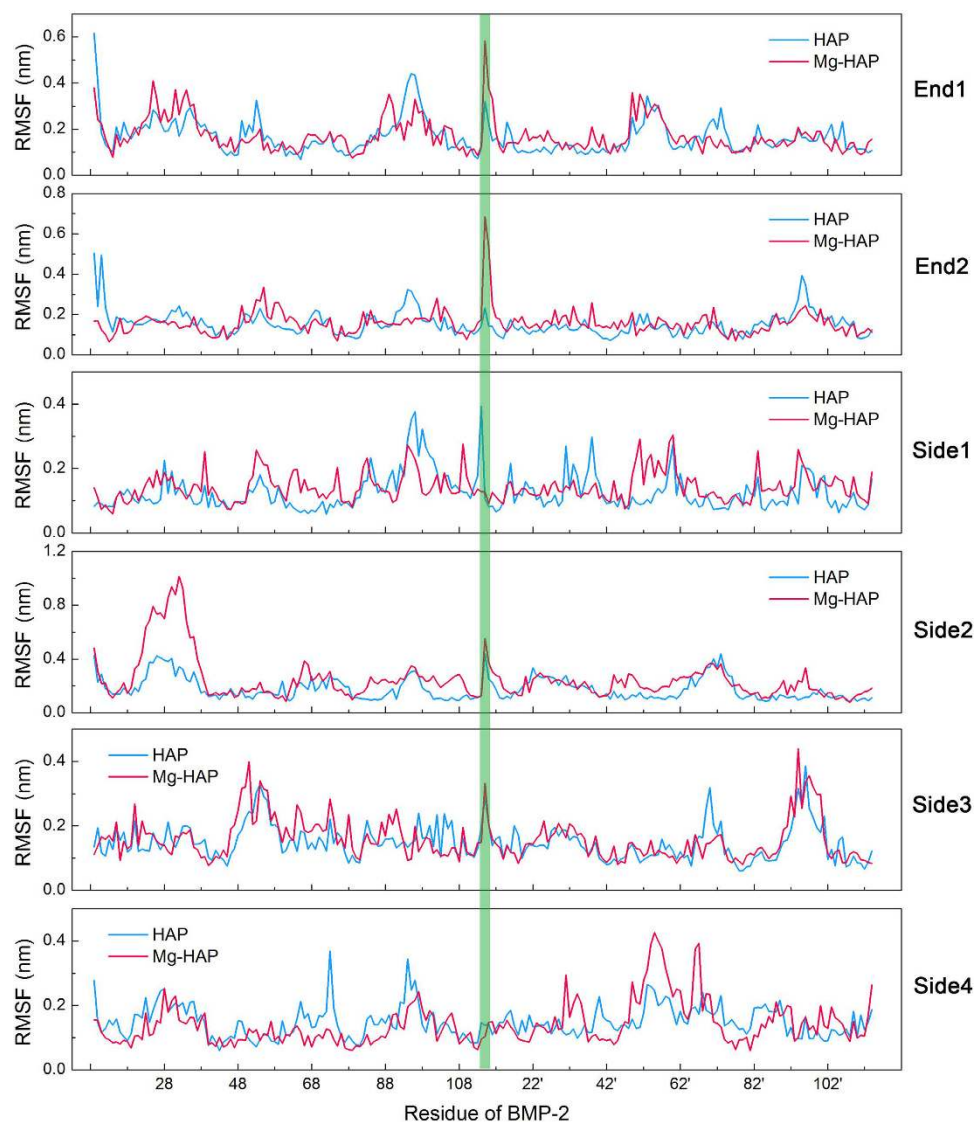 RMSF (nm)
0.6
0.4
0.2
0.0
HAP
Mg-HAP
End1
RMSF (nm)
0.8
0.6
0.4
0.2
0.0
HAP
Mg-HAP
End2
RMSF (nm)
0.4
0.2
0.0
HAP
Mg-HAP
Side1
RMSF (nm)
1.2
0.8
0.4
0.0
HAP
Mg-HAP
Side2
RMSF (nm)
0.4
0.2
0.0
HAP
Mg-HAP
Side3
RMSF (nm)
0.4
0.2
0.0
HAP
Mg-HAP
Side4
28 48 68 88 108 22' 42' 62' 82' 102'
Residue of BMP-2